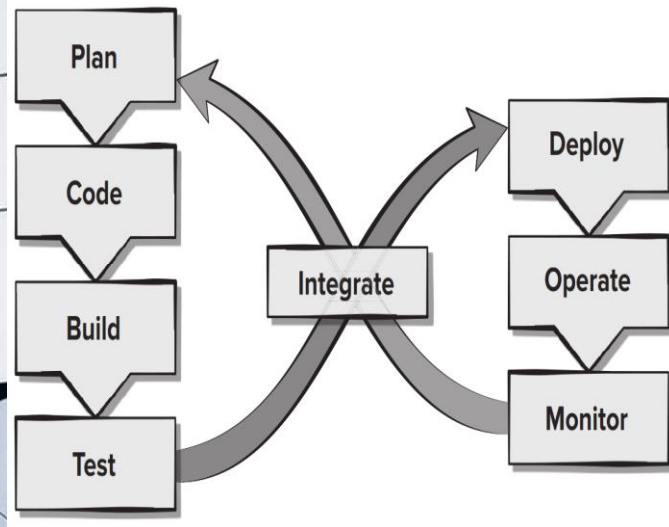 Plan
Code
Build
Test
Integrate
Deploy
Operate
Monitor